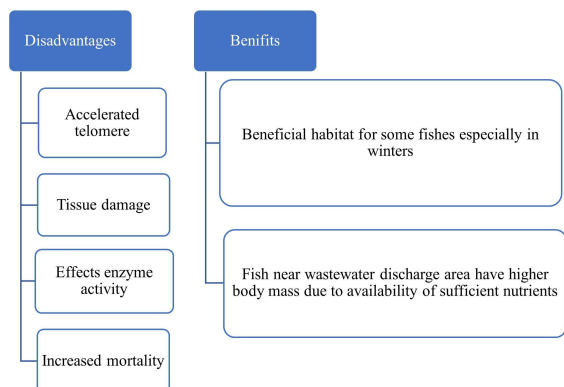 Disadvantages
Accelerated
telomere
Tissue damage
Effects enzyme
activity
Increased mortality
Benifits
Beneficial habitat for some fishes especially in
winters
Fish near wastewater discharge area have higher
body mass due to availability of sufficient nutrients